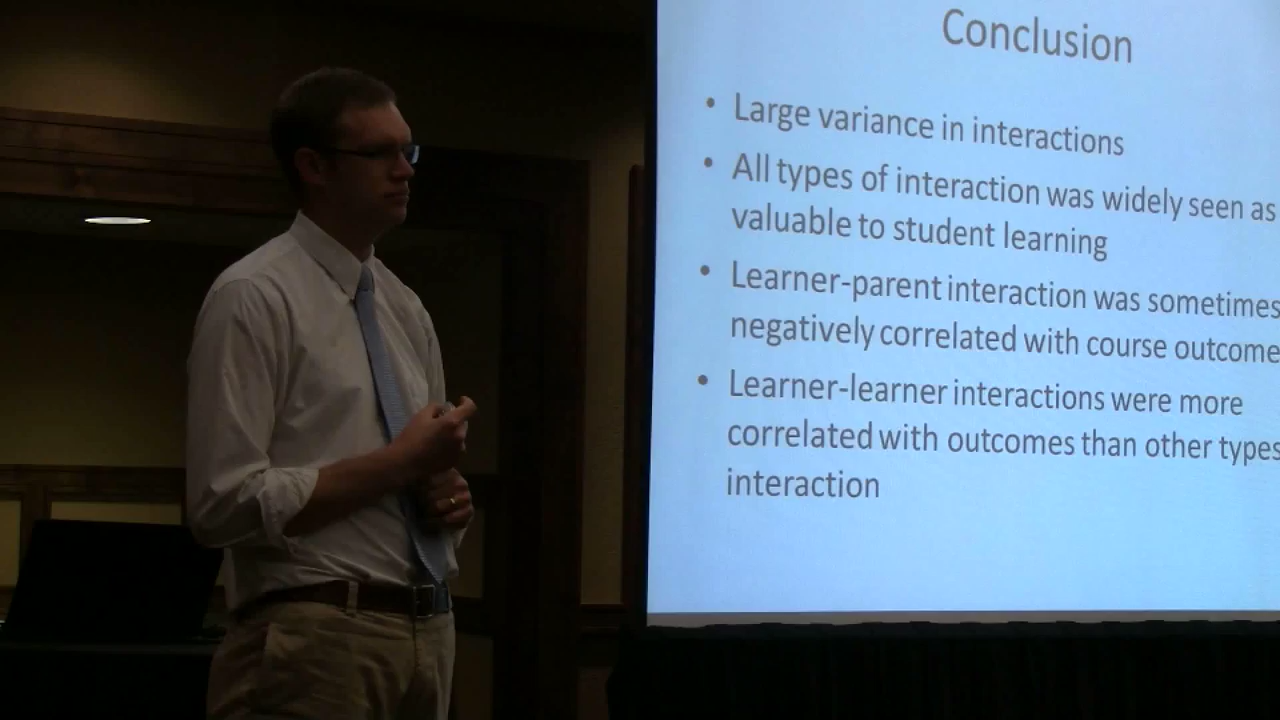 Conclusion
• Large variance in interactions
• All types of interaction was widely seen as
valuable to student learning
• Learner-parent interaction was sometimes
negatively correlated with course outcome
• Learner-learner interactions were more
correlated with outcomes than other types
interaction